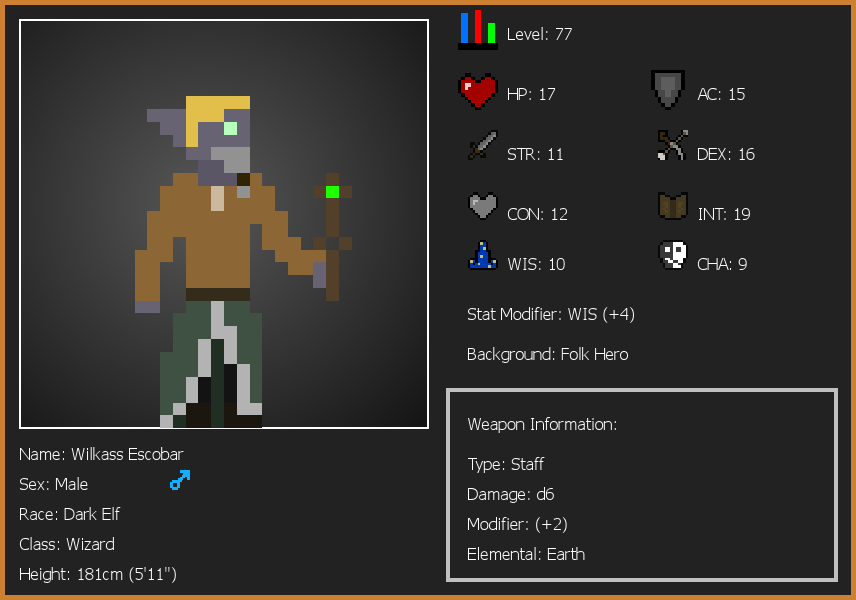 Level: 77
HP: 17
AC: 15
STR: 11
DEX: 16
CON: 12
INT: 19
WIS: 10
CHA: 9
Stat Modifier: WIS (+4)
Background: Folk Hero
Weapon Information:
Type: Staff
Damage: d6
Modifier: (+2)
Elemental: Earth
Name: Wilkass Escobar
Sex: Male
Race: Dark Elf
Class: Wizard
Height: 181cm (5'11")